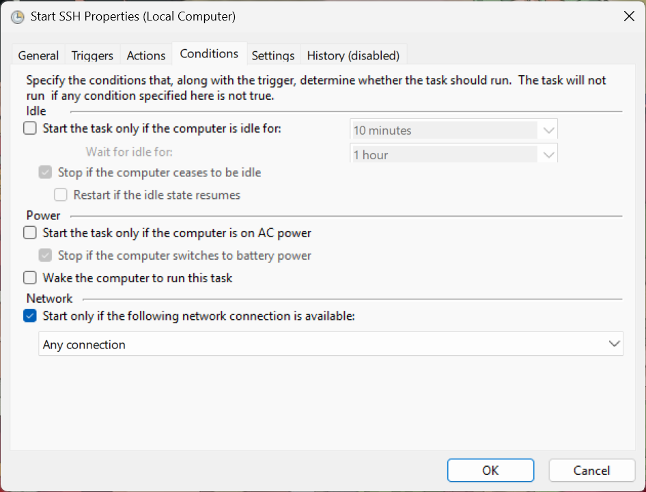 Start SSH Properties (Local Computer)
General Triggers Actions Conditions Settings History (disabled)
Specify the conditions that, along with the trigger, determine whether the task should run. The task will not
run if any condition specified here is not true.
Idle
Start the task only if the computer is idle for: 10 minutes
Wait for idle for: 1 hour
Stop if the computer ceases to be idle
Restart if the idle state resumes
Power
Start the task only if the computer is on AC power
Stop if the computer switches to battery power
Wake the computer to run this task
Network
Start only if the following network connection is available:
Any connection
OK Cancel